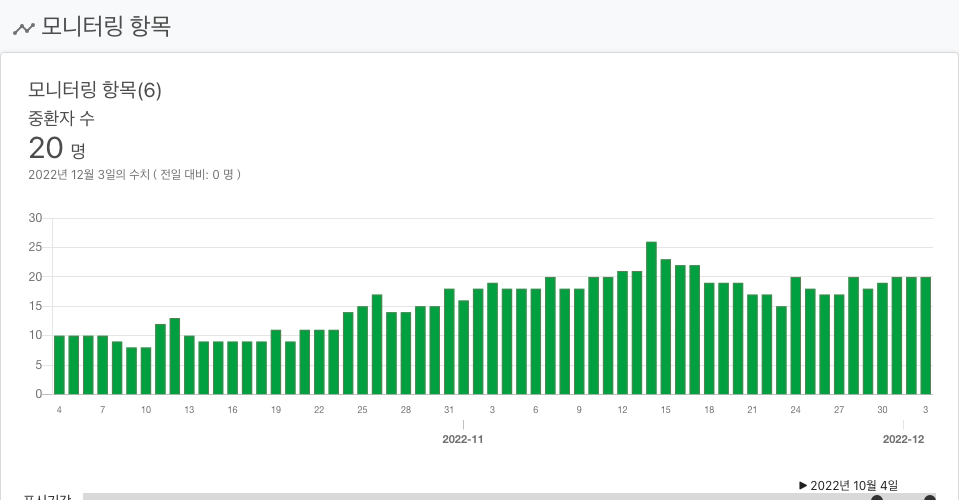 모니터링 항목
모니터링 항목(6)
중환자 수
20 명
2022년 12월 3일의 수치 ( 전일 대비: 0 명 )
30
25
20
15
10
5
0
4 7 10 13 16 19 22 25 28 31 3 6 9 12 15 18 21 24 27 30 3
2022-11 2022-12
▶ 2022년 10월 4일
표시기간